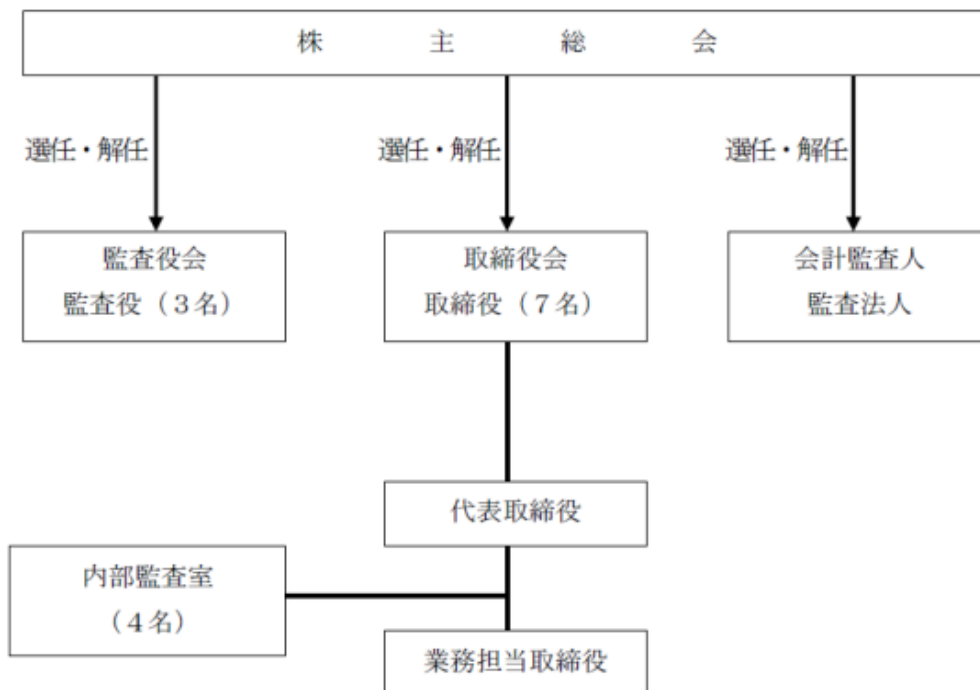 株主総会
選任・解任
選任・解任
選任・解任
監査役会
監査役（３名）
取締役会
取締役（７名）
会計監査人
監査法人
代表取締役
内部監査室
（４名）
業務担当取締役